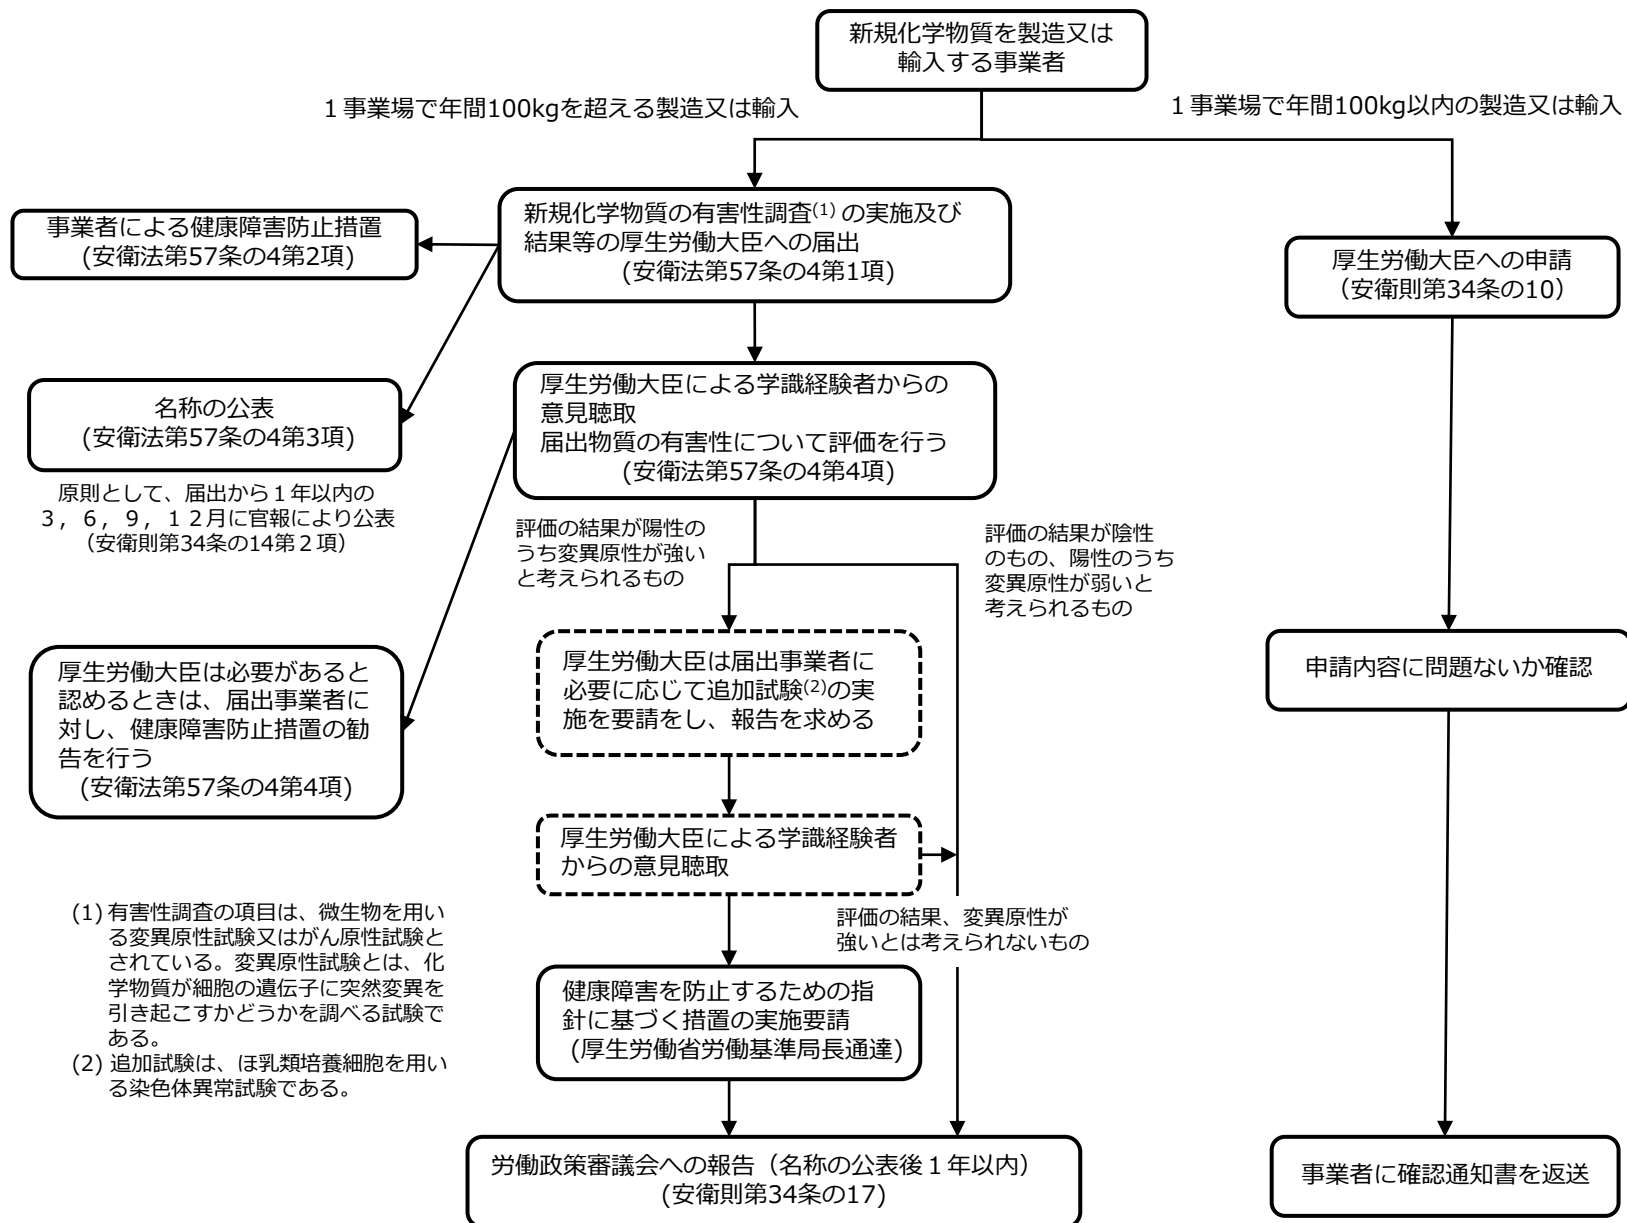 新規化学物質を製造又は
輸入する事業者
１事業場で年間100kgを超える製造又は輸入
１事業場で年間100kg以内の製造又は輸入
事業者による健康障害防止措置
(安衛法第57条の4第2項)
新規化学物質の有害性調査(1)の実施及び
結果等の厚生労働大臣への届出
(安衛法第57条の4第1項)
厚生労働大臣への申請
（安衛則第34条の10）
名称の公表
(安衛法第57条の4第3項)
原則として、届出から１年以内の
３，６，９，１２月に官報により公表
（安衛則第34条の14第２項）
厚生労働大臣による学識経験者からの
意見聴取
届出物質の有害性について評価を行う
(安衛法第57条の4第4項)
評価の結果が陽性の
うち変異原性が強い
と考えられるもの
評価の結果が陰性
のもの、陽性のうち
変異原性が弱いと
考えられるもの
厚生労働大臣は必要があると
認めるときは、届出事業者に
対し、健康障害防止措置の勧
告を行う
(安衛法第57条の4第4項)
厚生労働大臣は届出事業者に
必要に応じて追加試験(2)の実
施を要請をし、報告を求める
申請内容に問題ないか確認
厚生労働大臣による学識経験者
からの意見聴取
評価の結果、変異原性が
強いとは考えられないもの
(1) 有害性調査の項目は、微生物を用い
る変異原性試験又はがん原性試験と
されている。変異原性試験とは、化
学物質が細胞の遺伝子に突然変異を
引き起こすかどうかを調べる試験で
ある。
(2) 追加試験は、ほ乳類培養細胞を用い
る染色体異常試験である。
健康障害を防止するための指
針に基づく措置の実施要請
(厚生労働省労働基準局長通達)
労働政策審議会への報告（名称の公表後１年以内）
(安衛則第34条の17)
事業者に確認通知書を返送